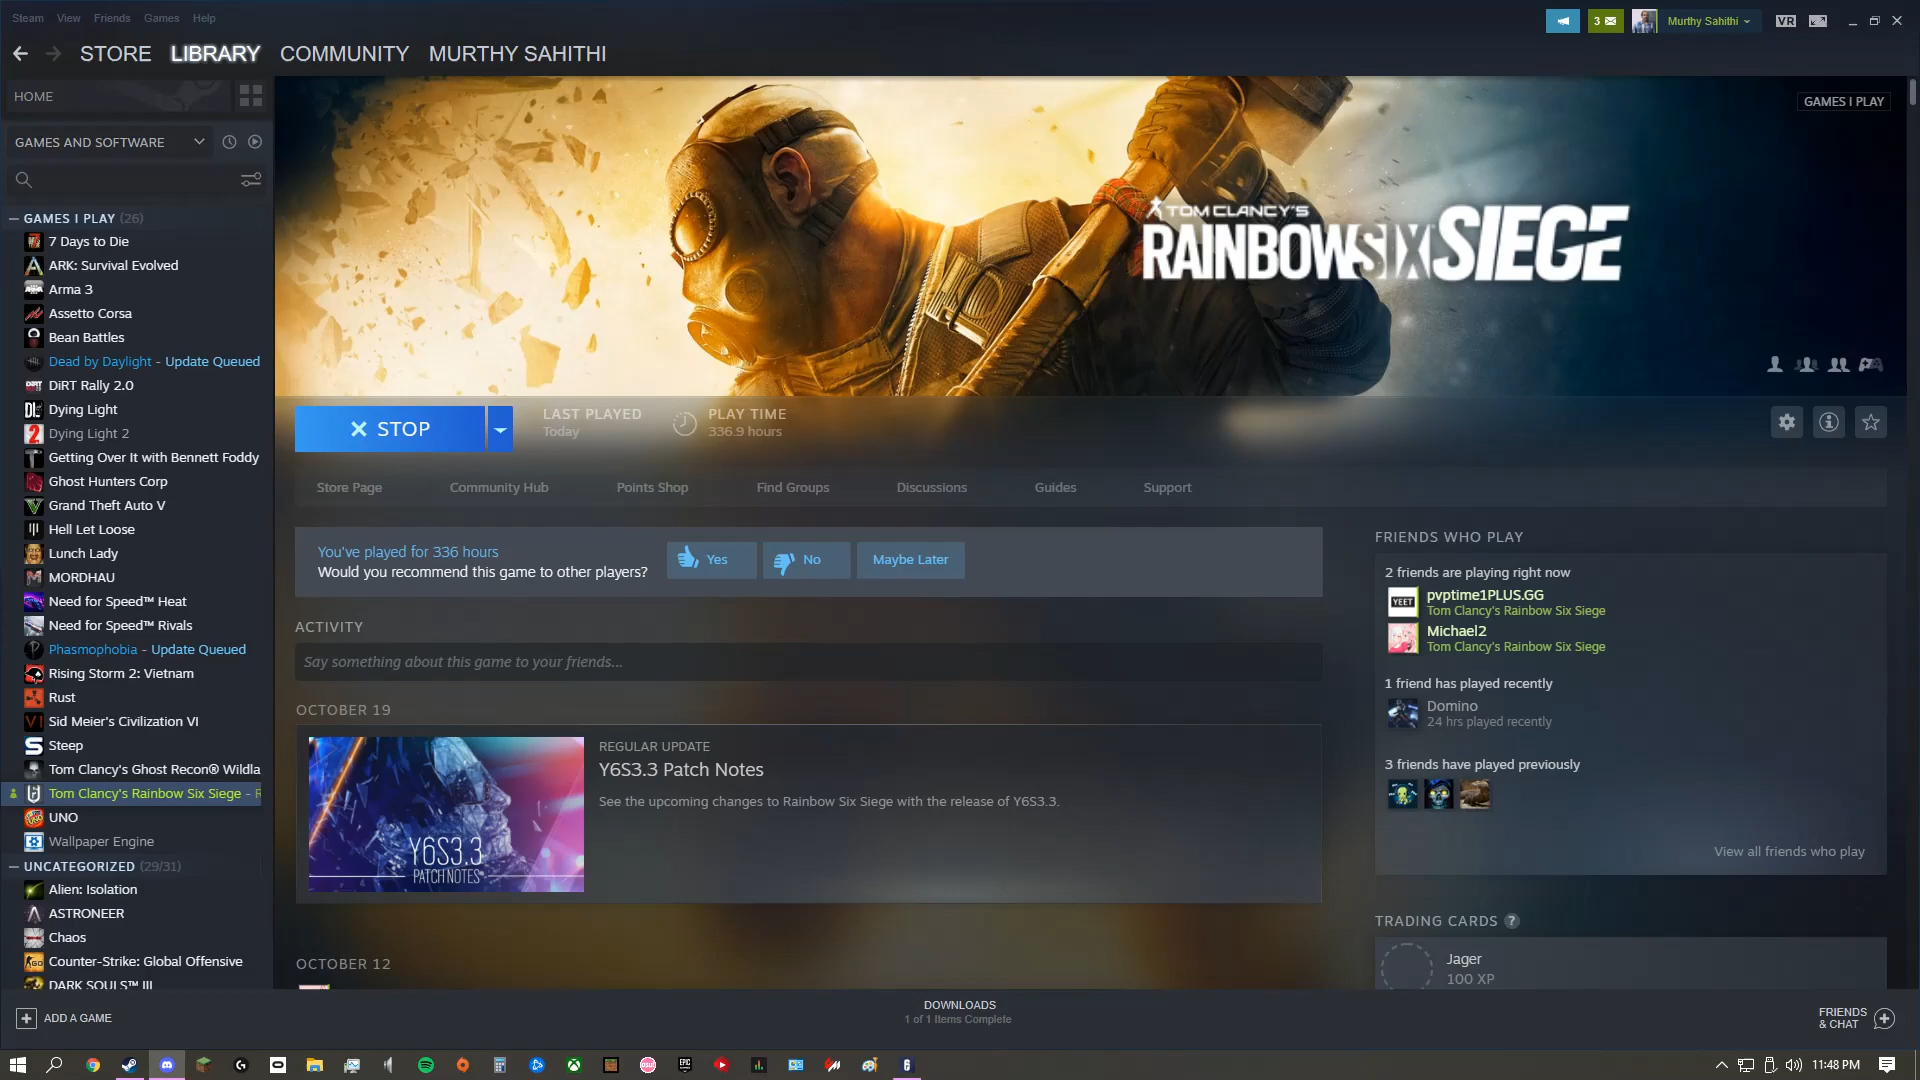 Steam View Friends Games Help
3
Murthy Sahithi
VR
STORE LIBRARY COMMUNITY MURTHY SAHITHI
HOME
GAMES I PLAY
GAMES AND SOFTWARE
TOM CLANCY'S
RAINBOWSIX SIEGE
GAMES I PLAY (26)
7 Days to Die
ARK: Survival Evolved
Arma 3
Assetto Corsa
Bean Battles
Dead by Daylight - Update Queued
DiRT Rally 2.0
Dying Light
Dying Light 2
Getting Over It with Bennett Foddy
Ghost Hunters Corp
Grand Theft Auto V
Hell Let Loose
Lunch Lady
MORDHAU
Need for Speed™ Heat
Need for Speed™ Rivals
Phasmophobia - Update Queued
Rising Storm 2: Vietnam
Rust
Sid Meier's Civilization VI
Steep
Tom Clancy's Ghost Recon® Wildla
Tom Clancy's Rainbow Six Siege - R
UNO
Wallpaper Engine
UNCATEGORIZED (29/31)
Alien: Isolation
ASTRONEER
Chaos
Counter-Strike: Global Offensive
DARK SOULS™ III
STOP
LAST PLAYED
Today
PLAY TIME
336.9 hours
Store Page Community Hub Points Shop Find Groups Discussions Guides Support
You've played for 336 hours
Would you recommend this game to other players?
Yes No Maybe Later
ACTIVITY
Say something about this game to your friends...
OCTOBER 19
Y6S3.3
PATCH NOTES
REGULAR UPDATE
Y6S3.3 Patch Notes
See the upcoming changes to Rainbow Six Siege with the release of Y6S3.3.
OCTOBER 12
FRIENDS WHO PLAY
2 friends are playing right now
YEET
pvptime1PLUS.GG
Tom Clancy's Rainbow Six Siege
Michael2
Tom Clancy's Rainbow Six Siege
1 friend has played recently
Domino
24 hrs played recently
3 friends have played previously
View all friends who play
TRADING CARDS ?
Jager
100 XP
ADD A GAME
DOWNLOADS
1 of 1 Items Complete
FRIENDS
& CHAT
11:48 PM